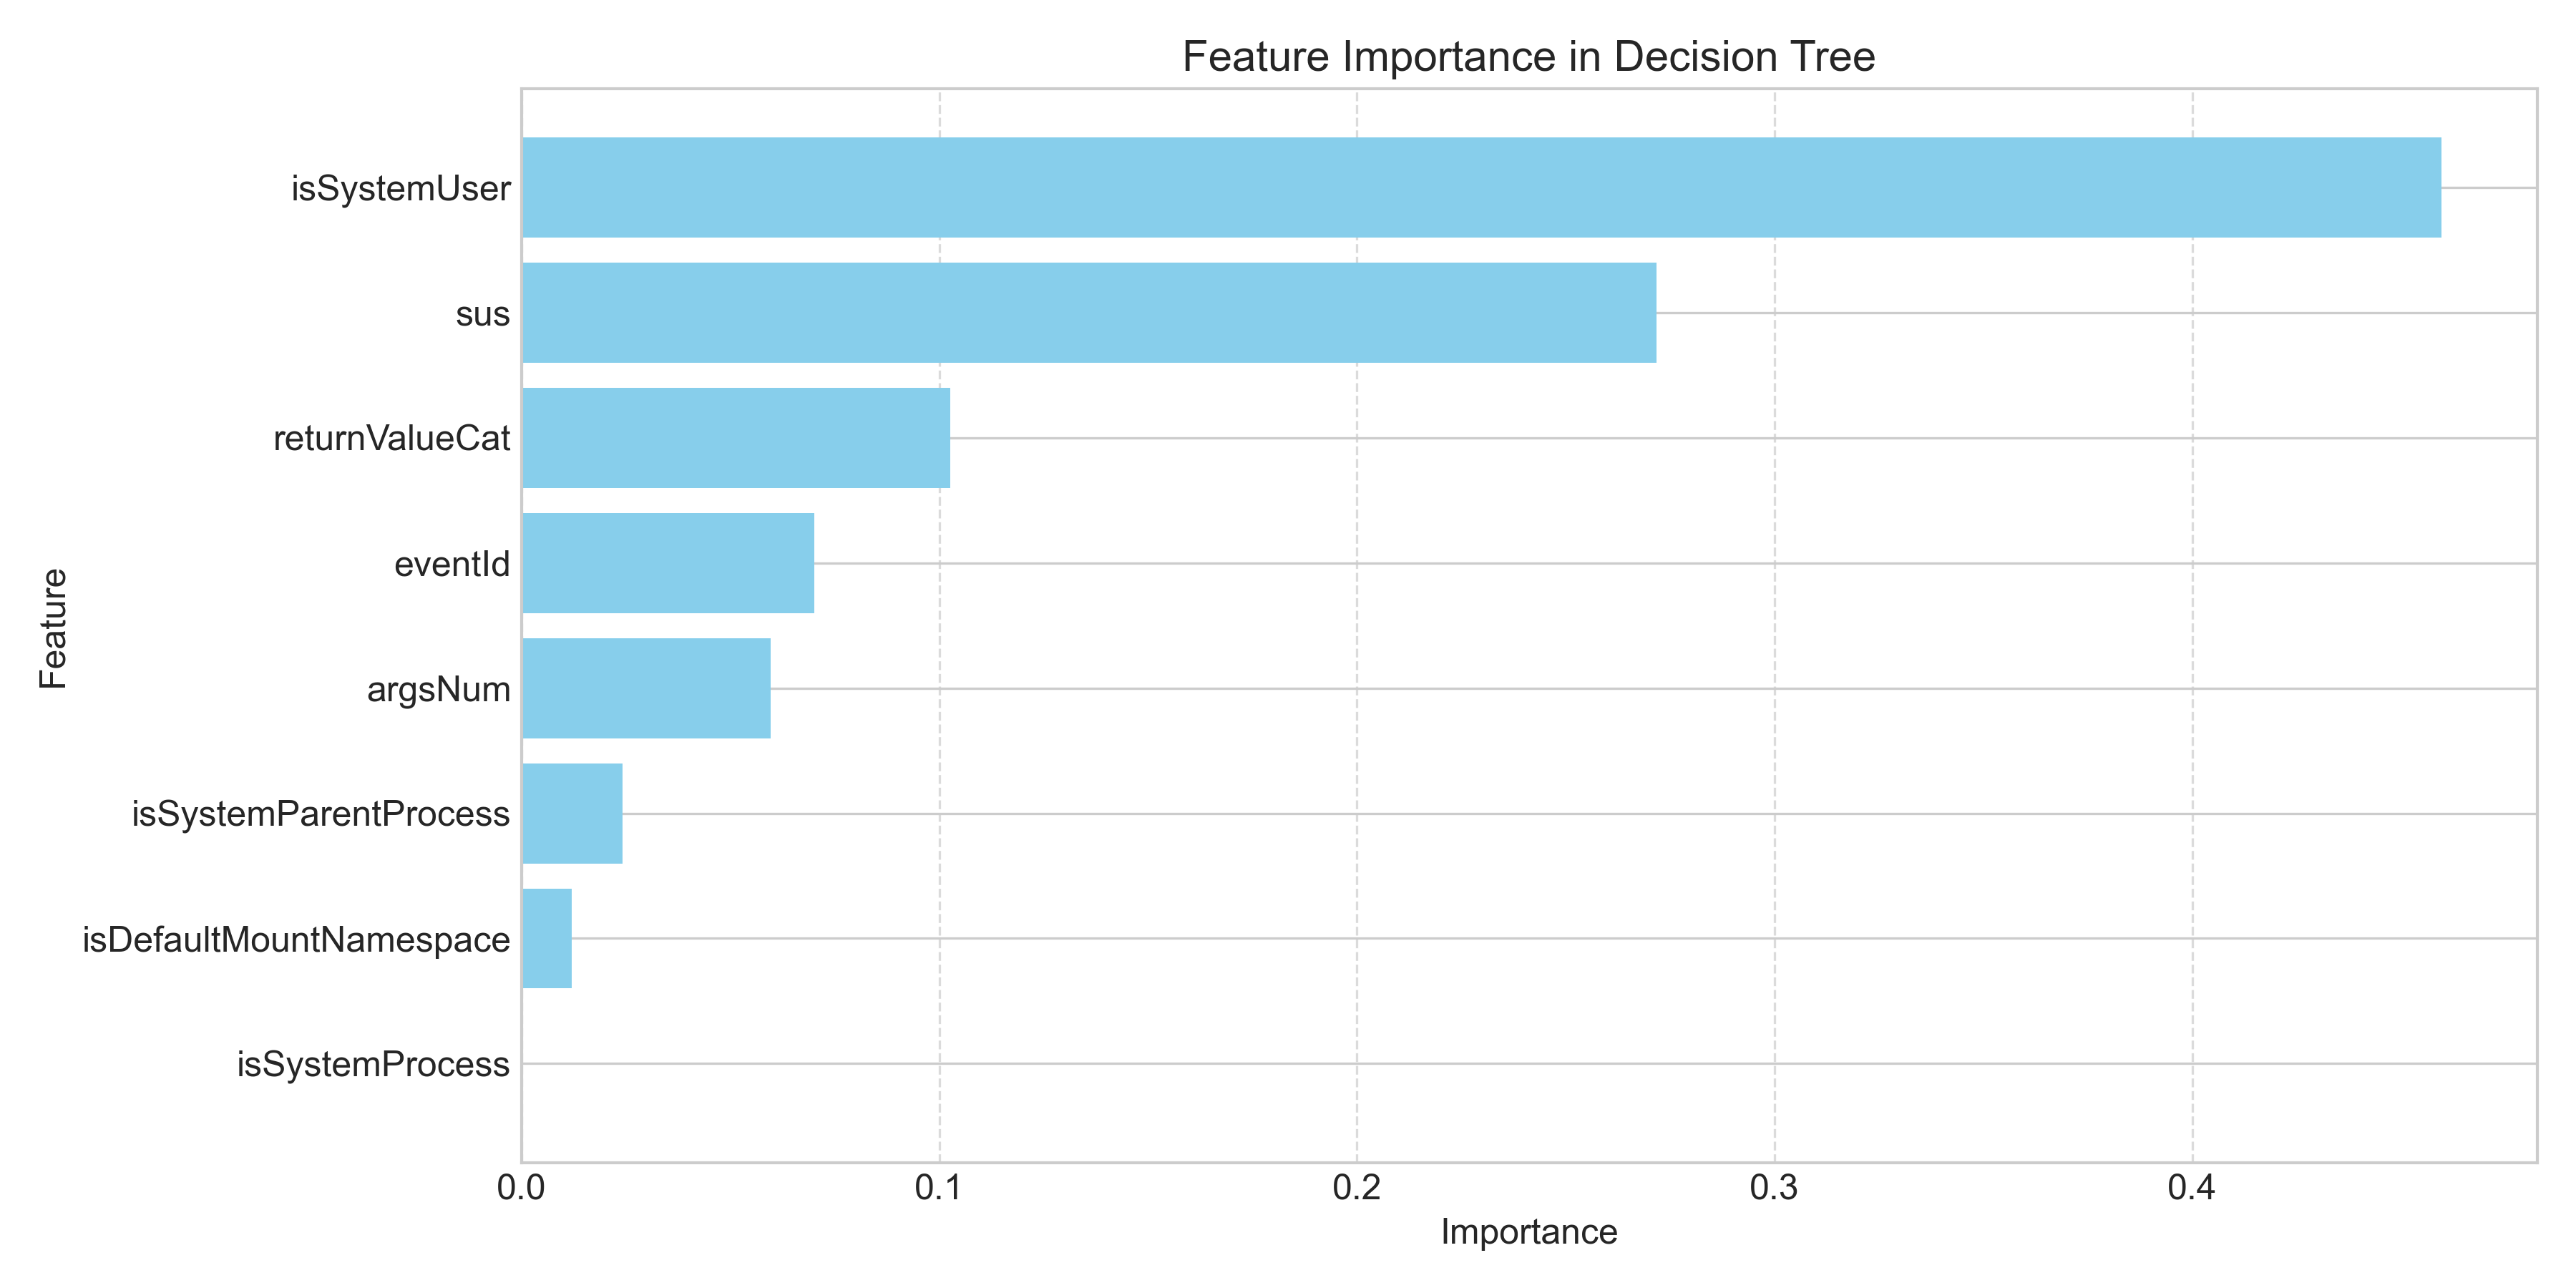 Feature Importance in Decision Tree
isSystemUser
sus
returnValueCat
eventId
argsNum
isSystemParentProcess
isDefaultMountNamespace
isSystemProcess
Feature
0.0 0.1 0.2 0.3 0.4
Importance